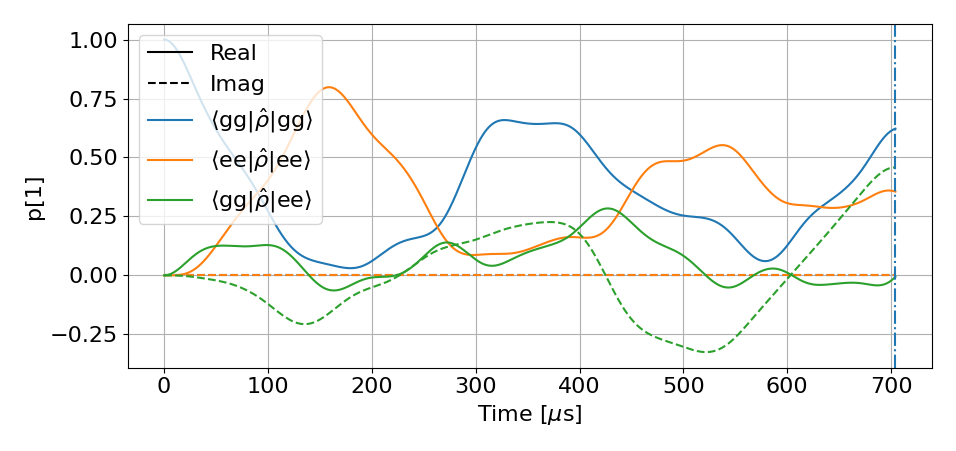 1.00
0.75
0.50
0.25
0.00
−0.25
p[1]
Real
Imag
⟨gg|ρ̂|gg⟩
⟨ee|ρ̂|ee⟩
⟨gg|ρ̂|ee⟩
0 100 200 300 400 500 600 700
Time [μs]